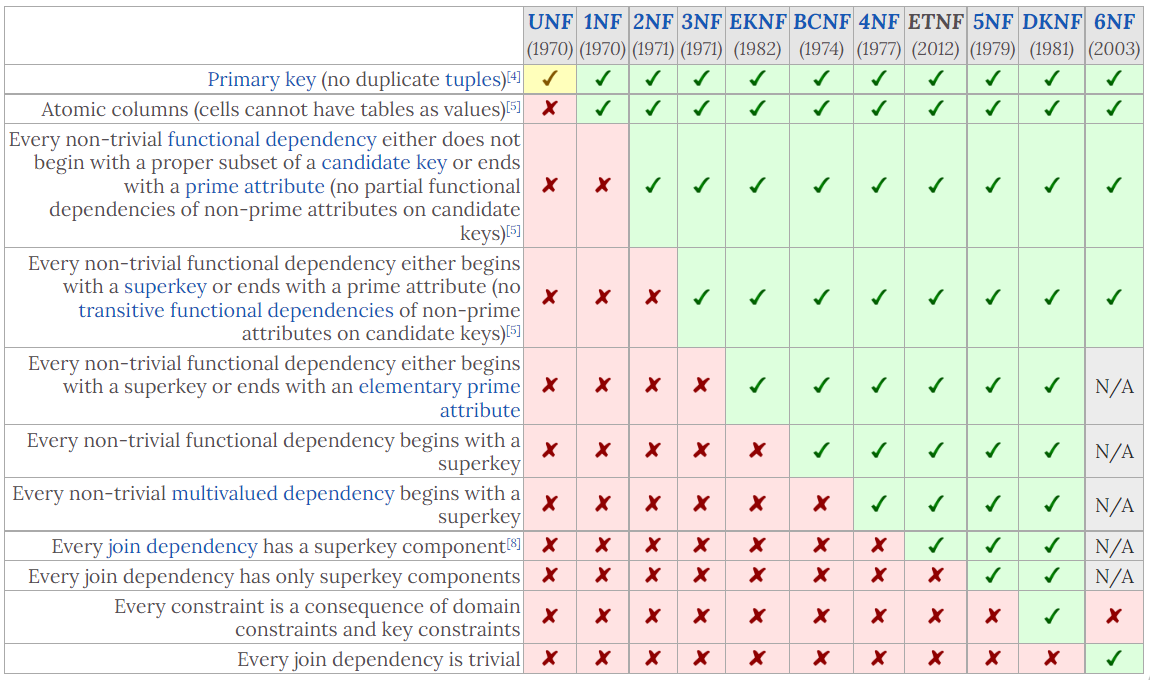 UNF 1NF 2NF 3NF EKNF BCNF 4NF ETNF 5NF DKNF 6NF
(1970) (1970) (1971) (1971) (1982) (1974) (1977) (2012) (1979) (1981) (2003)
Primary key (no duplicate tuples)[4] ✓ ✓ ✓ ✓ ✓ ✓ ✓ ✓ ✓ ✓ ✓
Atomic columns (cells cannot have tables as values)[5] ✗ ✓ ✓ ✓ ✓ ✓ ✓ ✓ ✓ ✓ ✓
Every non-trivial functional dependency either does not
begin with a proper subset of a candidate key or ends
with a prime attribute (no partial functional ✗ ✗ ✓ ✓ ✓ ✓ ✓ ✓ ✓ ✓ ✓
dependencies of non-prime attributes on candidate
keys)[5]
Every non-trivial functional dependency either begins
with a superkey or ends with a prime attribute (no ✗ ✗ ✗ ✓ ✓ ✓ ✓ ✓ ✓ ✓ ✓
transitive functional dependencies of non-prime
attributes on candidate keys)[5]
Every non-trivial functional dependency either begins
with a superkey or ends with an elementary prime ✗ ✗ ✗ ✗ ✓ ✓ ✓ ✓ ✓ ✓ N/A
attribute
Every non-trivial functional dependency begins with a
superkey ✗ ✗ ✗ ✗ ✗ ✓ ✓ ✓ ✓ ✓ N/A
Every non-trivial multivalued dependency begins with a
superkey ✗ ✗ ✗ ✗ ✗ ✗ ✓ ✓ ✓ ✓ N/A
Every join dependency has a superkey component[8] ✗ ✗ ✗ ✗ ✗ ✗ ✗ ✓ ✓ ✓ N/A
Every join dependency has only superkey components ✗ ✗ ✗ ✗ ✗ ✗ ✗ ✗ ✓ ✓ N/A
Every constraint is a consequence of domain
constraints and key constraints ✗ ✗ ✗ ✗ ✗ ✗ ✗ ✗ ✗ ✓ ✗
Every join dependency is trivial ✗ ✗ ✗ ✗ ✗ ✗ ✗ ✗ ✗ ✗ ✓